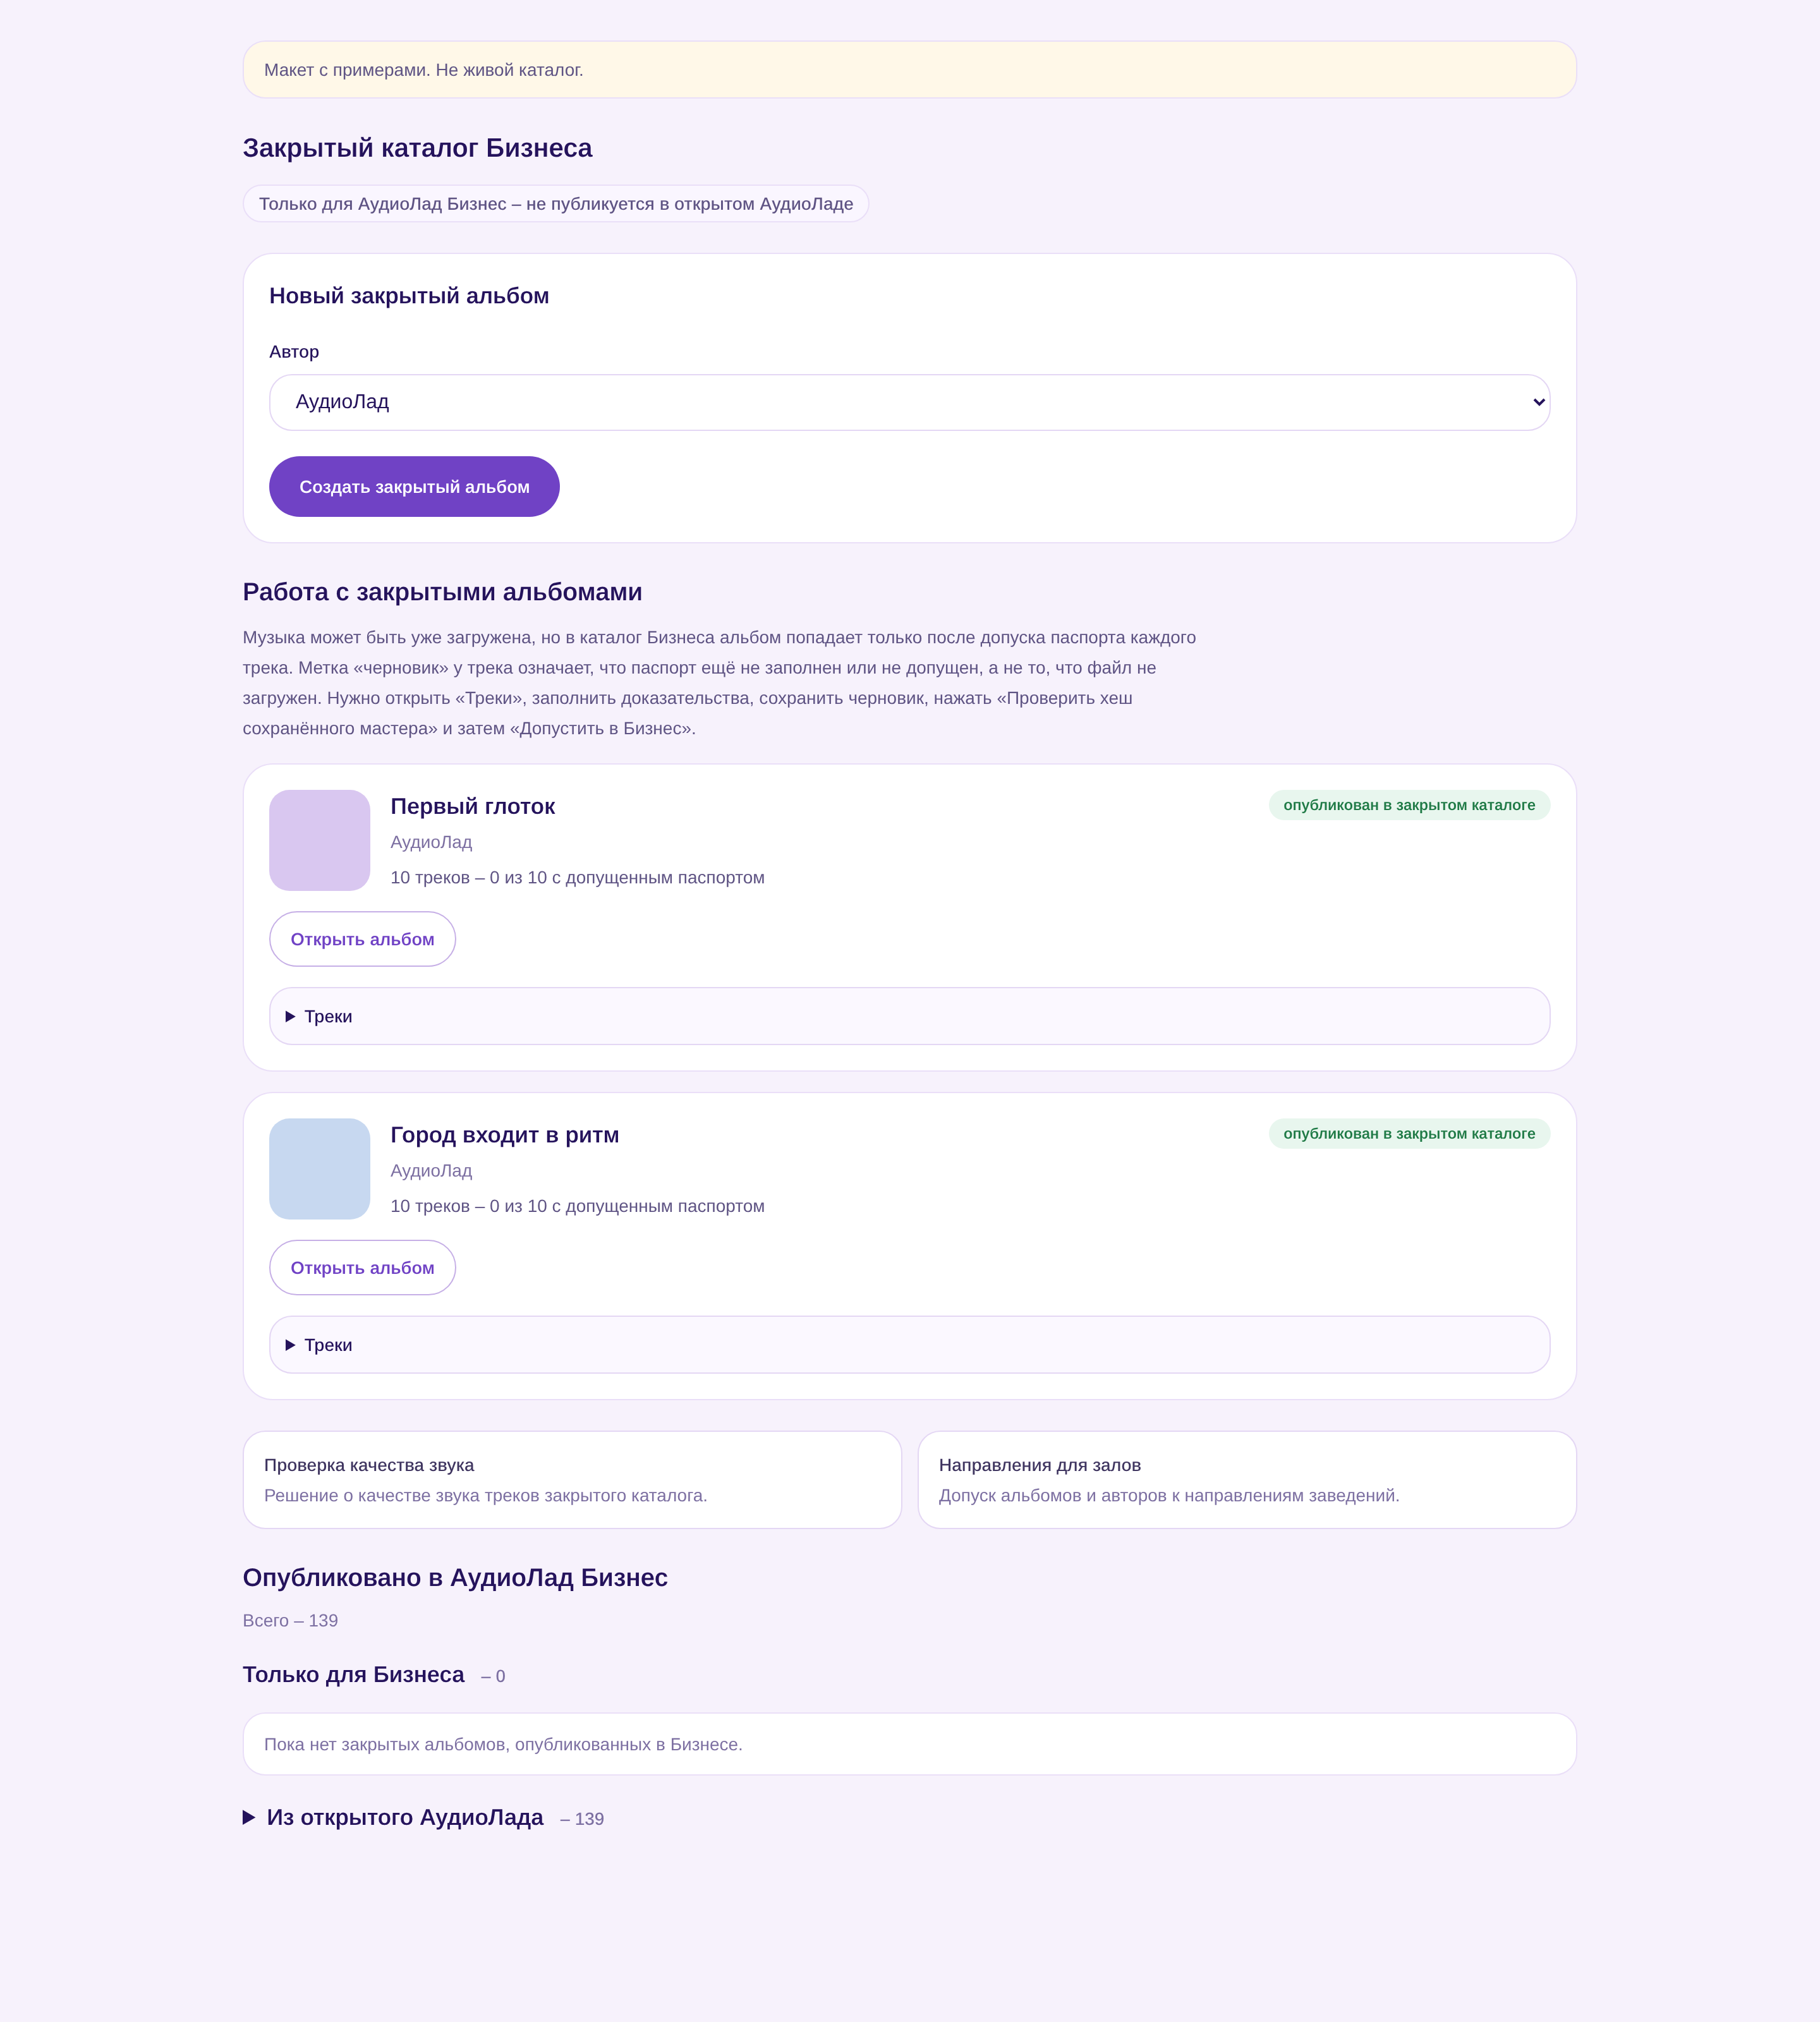 Макет с примерами. Не живой каталог.
Закрытый каталог Бизнеса
Только для АудиоЛад Бизнес – не публикуется в открытом АудиоЛаде
Новый закрытый альбом
Автор
АудиоЛад
Создать закрытый альбом
Работа с закрытыми альбомами
Музыка может быть уже загружена, но в каталог Бизнеса альбом попадает только после допуска паспорта каждого
трека. Метка «черновик» у трека означает, что паспорт ещё не заполнен или не допущен, а не то, что файл не
загружен. Нужно открыть «Треки», заполнить доказательства, сохранить черновик, нажать «Проверить хеш
сохранённого мастера» и затем «Допустить в Бизнес».
Первый глоток
опубликован в закрытом каталоге
АудиоЛад
10 треков – 0 из 10 с допущенным паспортом
Открыть альбом
Треки
Город входит в ритм
опубликован в закрытом каталоге
АудиоЛад
10 треков – 0 из 10 с допущенным паспортом
Открыть альбом
Треки
Проверка качества звука
Решение о качестве звука треков закрытого каталога.
Направления для залов
Допуск альбомов и авторов к направлениям заведений.
Опубликовано в АудиоЛад Бизнес
Всего – 139
Только для Бизнеса – 0
Пока нет закрытых альбомов, опубликованных в Бизнесе.
Из открытого АудиоЛада – 139